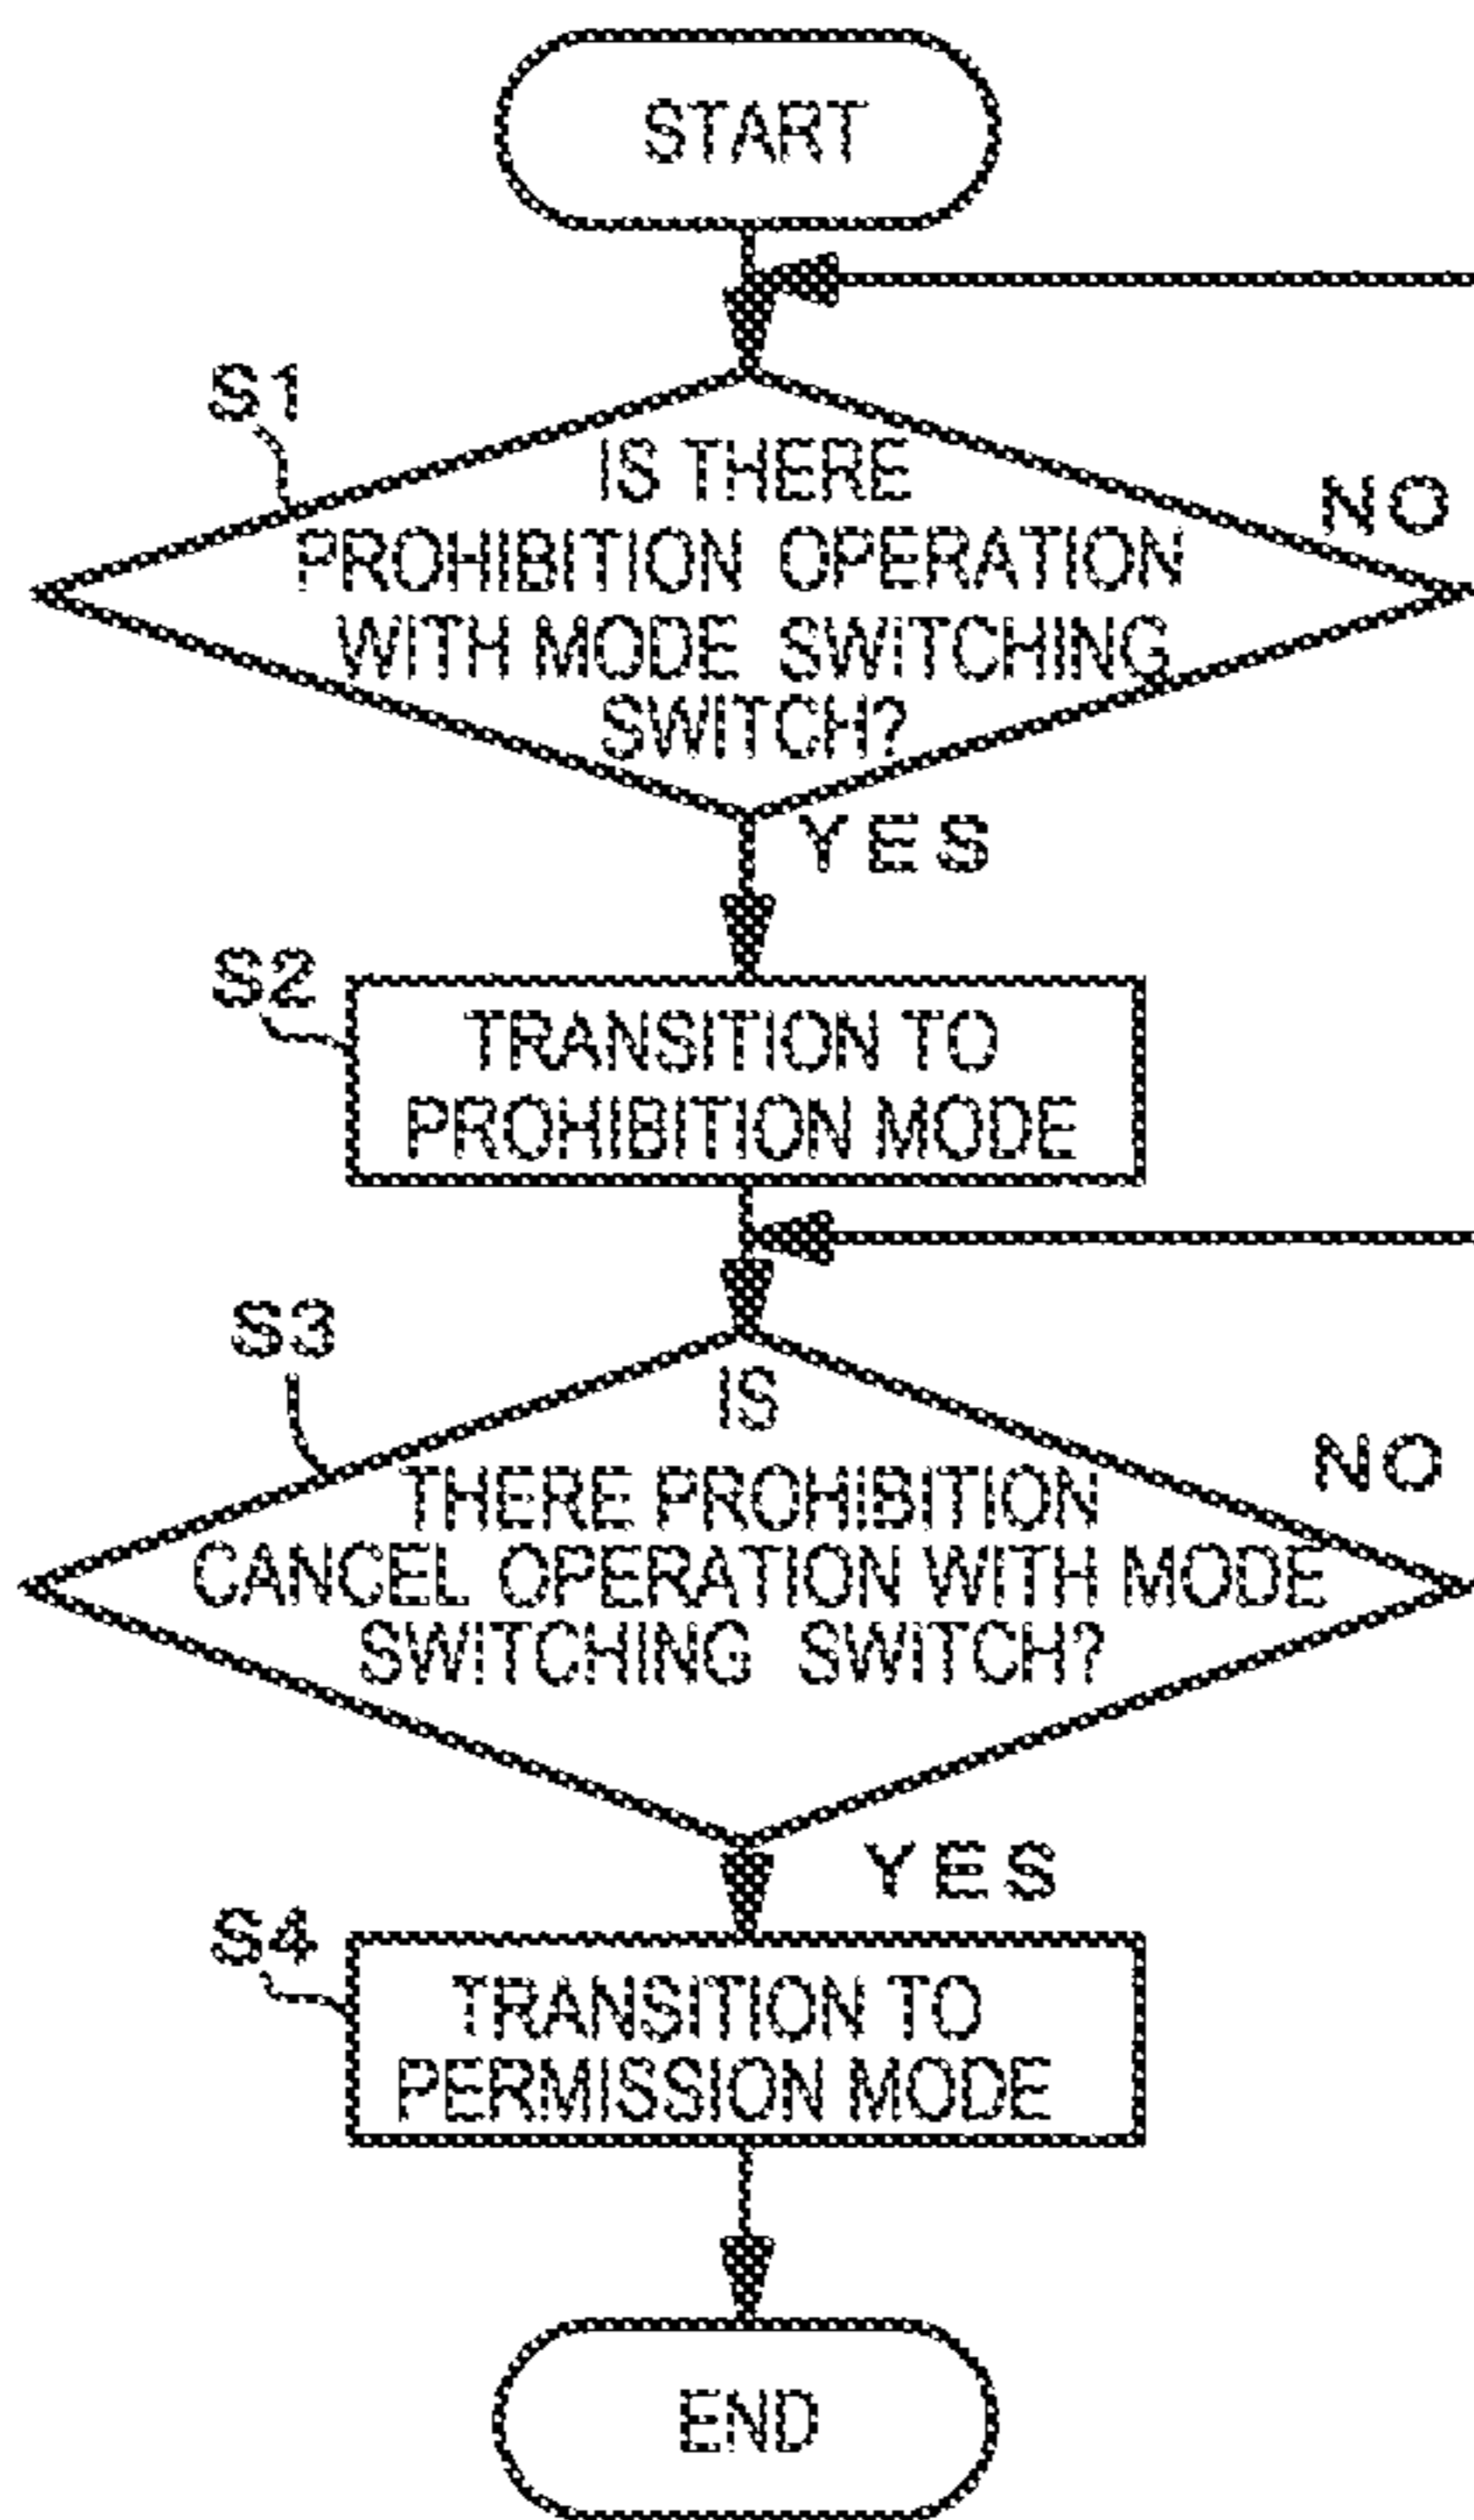 START
S1
IS THERE
PROHIBITION OPERATION
WITH MODE SWITCHING
SWITCH?
NO
YES
S2
TRANSITION TO
PROHIBITION MODE
S3
IS
THERE PROHIBITION
CANCEL OPERATION WITH MODE
SWITCHING SWITCH?
NO
YES
S4
TRANSITION TO
PERMISSION MODE
END